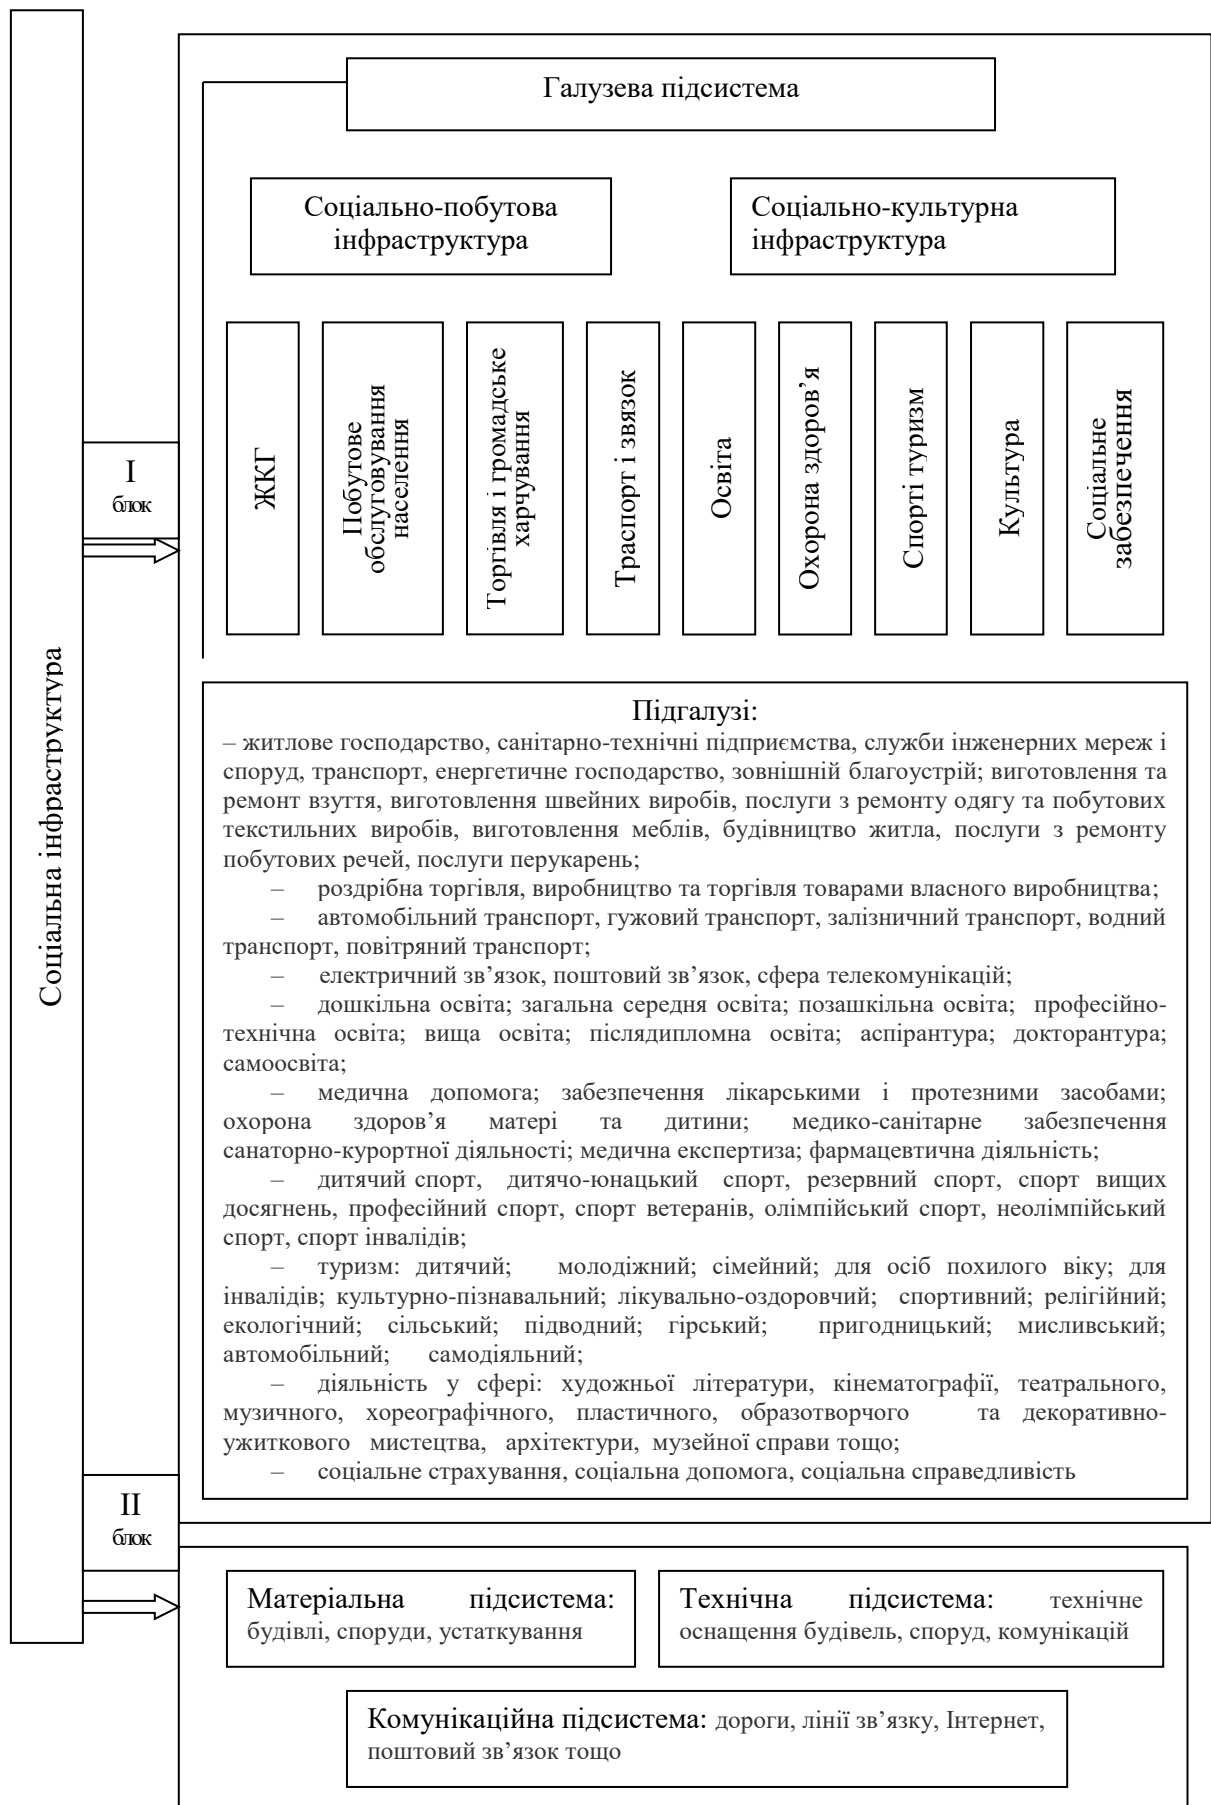 Соціальна інфраструктура
Галузева підсистема
Соціально-побутова
інфраструктура
Соціально-культурна
інфраструктура
І
блок
ЖКГ
Побутове
обслуговування
населення
Торгівля і громадське
харчування
Траспорт і звязок
Освіта
Охорона здоров’я
Спорті туризм
Культура
Соціальне
забезпечення
Підгалузі:
– житлове господарство, санітарно-технічні підприємства, служби інженерних мереж і
споруд, транспорт, енергетичне господарство, зовнішній благоустрій; виготовлення та
ремонт взуття, виготовлення швейних виробів, послуги з ремонту одягу та побутових
текстильних виробів, виготовлення меблів, будівництво житла, послуги з ремонту
побутових речей, послуги перукарень;
– роздрібна торгівля, виробництво та торгівля товарами власного виробництва;
– автомобільний транспорт, гужовий транспорт, залізничний транспорт, водний
транспорт, повітряний транспорт;
– електричний зв’язок, поштовий зв’язок, сфера телекомунікацій;
– дошкільна освіта; загальна середня освіта; позашкільна освіта; професійно-
технічна освіта; вища освіта; післядипломна освіта; аспірантура; докторантура;
самоосвіта;
– медична допомога; забезпечення лікарськими і протезними засобами;
охорона здоров’я матері та дитини; медико-санітарне забезпечення
санаторно-курортної діяльності; медична експертиза; фармацевтична діяльність;
– дитячий спорт, дитячо-юнацький спорт, резервний спорт, спорт вищих
досягнень, професійний спорт, спорт ветеранів, олімпійський спорт, неолімпійський
спорт, спорт інвалідів;
– туризм: дитячий; молодіжний; сімейний; для осіб похилого віку; для
інвалідів; культурно-пізнавальний; лікувально-оздоровчий; спортивний; релігійний;
екологічний; сільський; підводний; гірський; пригодницький; мисливський;
автомобільний; самодіяльний;
– діяльність у сфері: художньої літератури, кінематографії, театрального,
музичного, хореографічного, пластичного, образотворчого та декоративно-
ужиткового мистецтва, архітектури, музейної справи тощо;
– соціальне страхування, соціальна допомога, соціальна справедливість
ІІ
блок
Матеріальна підсистема:
будівлі, споруди, устаткування
Технічна підсистема: технічне
оснащення будівель, споруд, комунікацій
Комунікаційна підсистема: дороги, лінії зв’язку, Інтернет,
поштовий зв’язок тощо